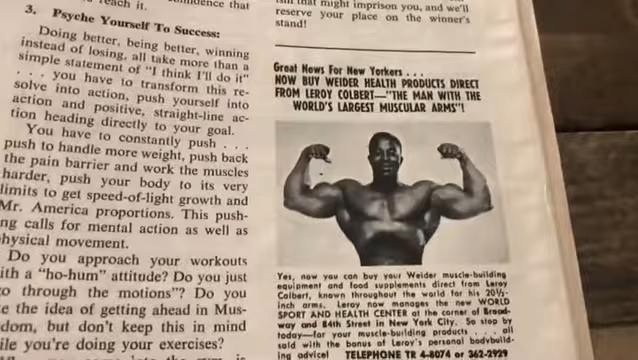 reach it.
3. Psyche Yourself To Success:
Doing better, being better, winning
instead of losing, all take more than a
simple statement of "I think I'll do it"
. . . you have to transform this re-
solve into action, push yourself into
action and positive, straight-line ac-
tion heading directly to your goal.
You have to constantly push . . .
push to handle more weight, push back
the pain barrier and work the muscles
harder, push your body to its very
limits to get speed-of-light growth and
Mr. America proportions. This push-
ng calls for mental action as well as
hysical movement.
Do you approach your workouts
ith a "ho-hum" attitude? Do you just
o through the motions"? Do you
e the idea of getting ahead in Mus-
dom, but don't keep this in mind
ile you're doing your exercises?
that might imprison you, and we'll
reserve your place on the winner's
stand!
Great News For New Yorkers . . .
NOW BUY WEIDER HEALTH PRODUCTS DIRECT
FROM LEROY COLBERT—"THE MAN WITH THE
WORLD'S LARGEST MUSCULAR ARMS"!
Yes, now you can buy your Weider muscle-building
equipment and food supplements direct from Leroy
Colbert, known throughout the world for his 20½-
inch arms. Leroy now manages the new WORLD
SPORT AND HEALTH CENTER at the corner of Broad-
way and 84th Street in New York City. So stop by
today—for your muscle-building products . . . all
sold with the bonus of Leroy's personal bodybuild-
ing advice! TELEPHONE TR 4-8074 or 362-2929